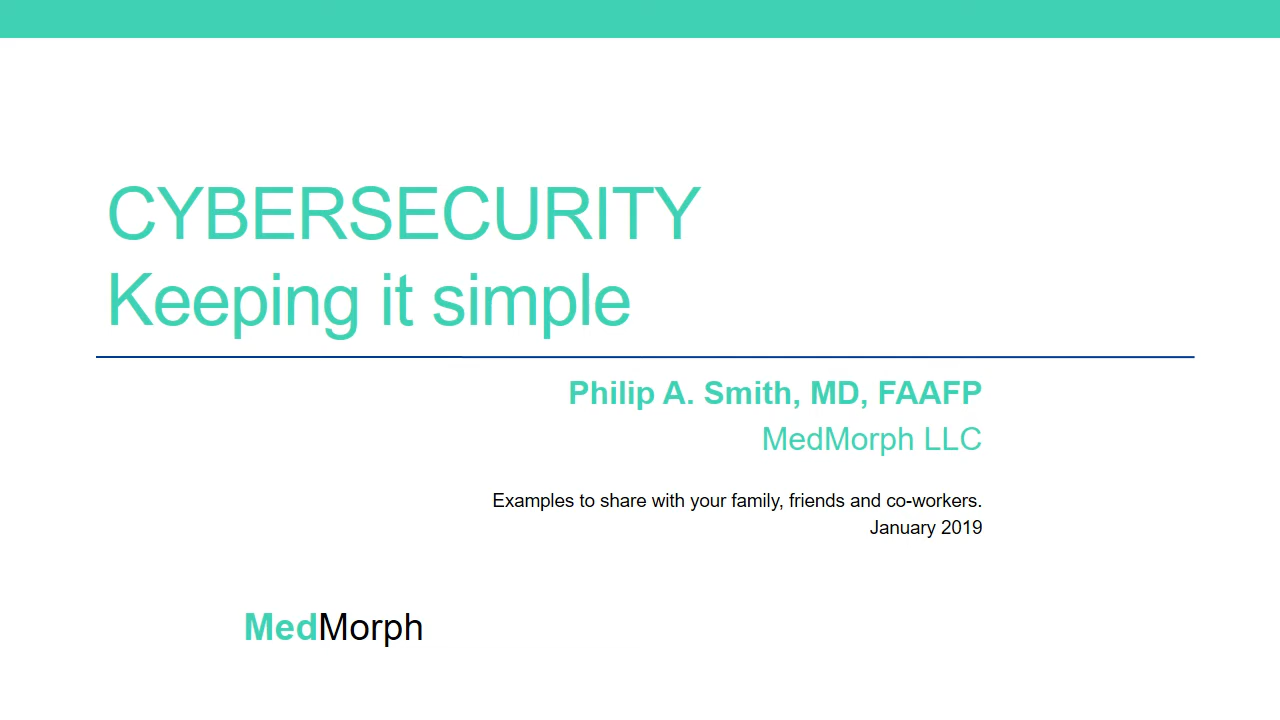 CYBERSECURITY
Keeping it simple
Philip A. Smith, MD, FAAFP
MedMorph LLC
Examples to share with your family, friends and co-workers.
January 2019
MedMorph